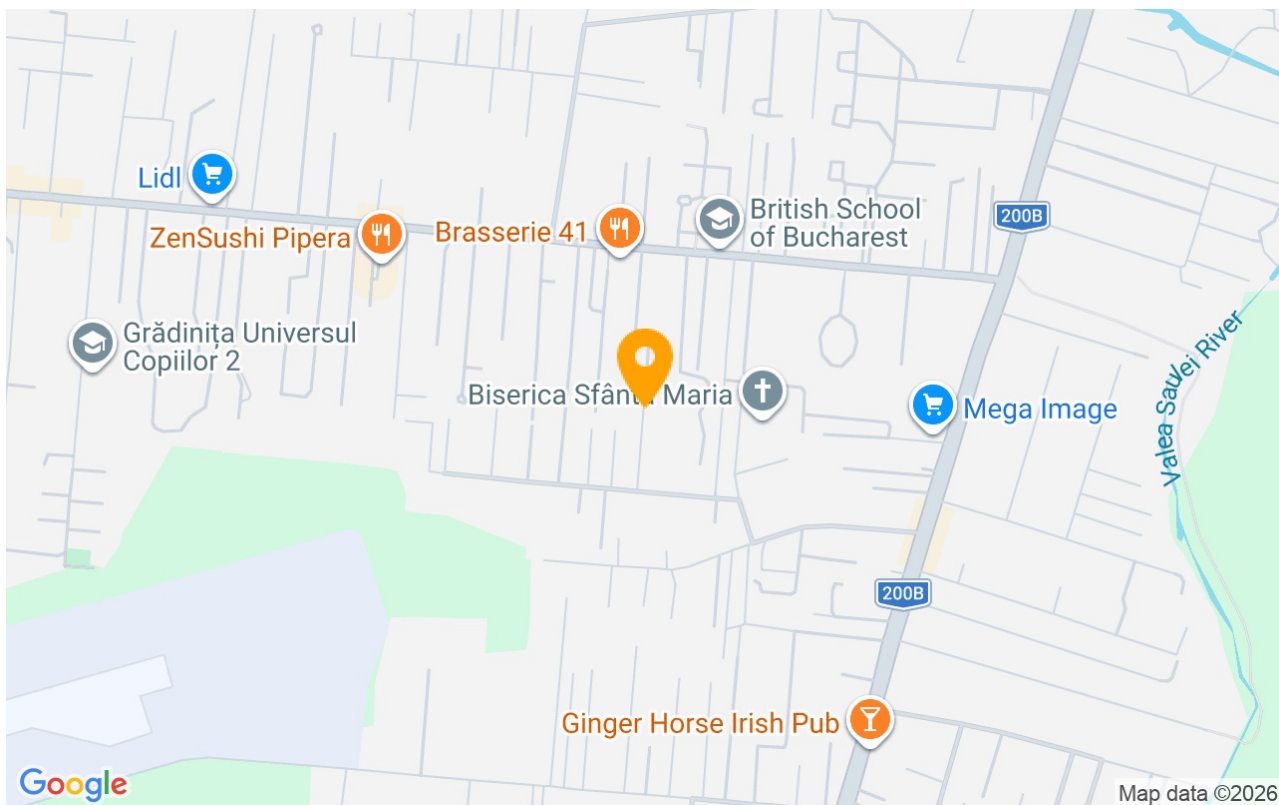 Lidl
ZenSushi Pipera
Brasserie 41
British School
of Bucharest
200B
Grădinița Universul
Copiilor 2
Biserica Sfânta Maria
Mega Image
Valea Saulei River
200B
Ginger Horse Irish Pub
Google
Map data ©2026